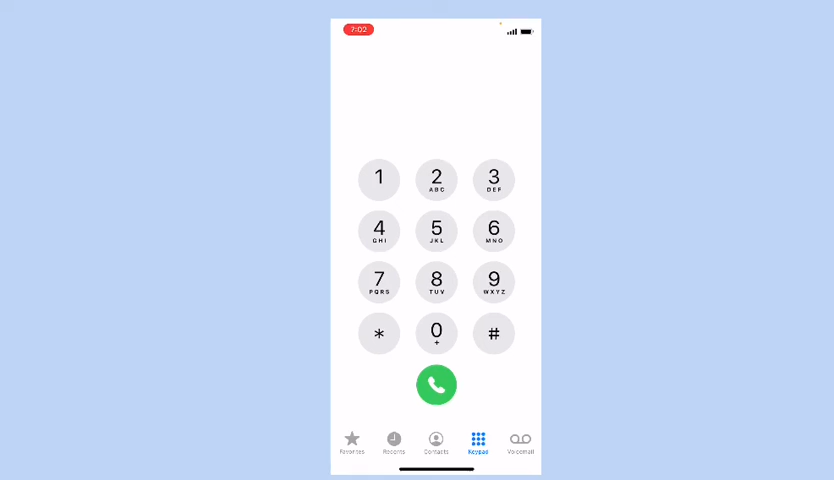 7:02
1 2 3
ABC DEF
4 5 6
GHI JKL MNO
7 8 9
PQRS TUV WXYZ
* 0 #
+
Favorites Recents Contacts Keypad Voicemail